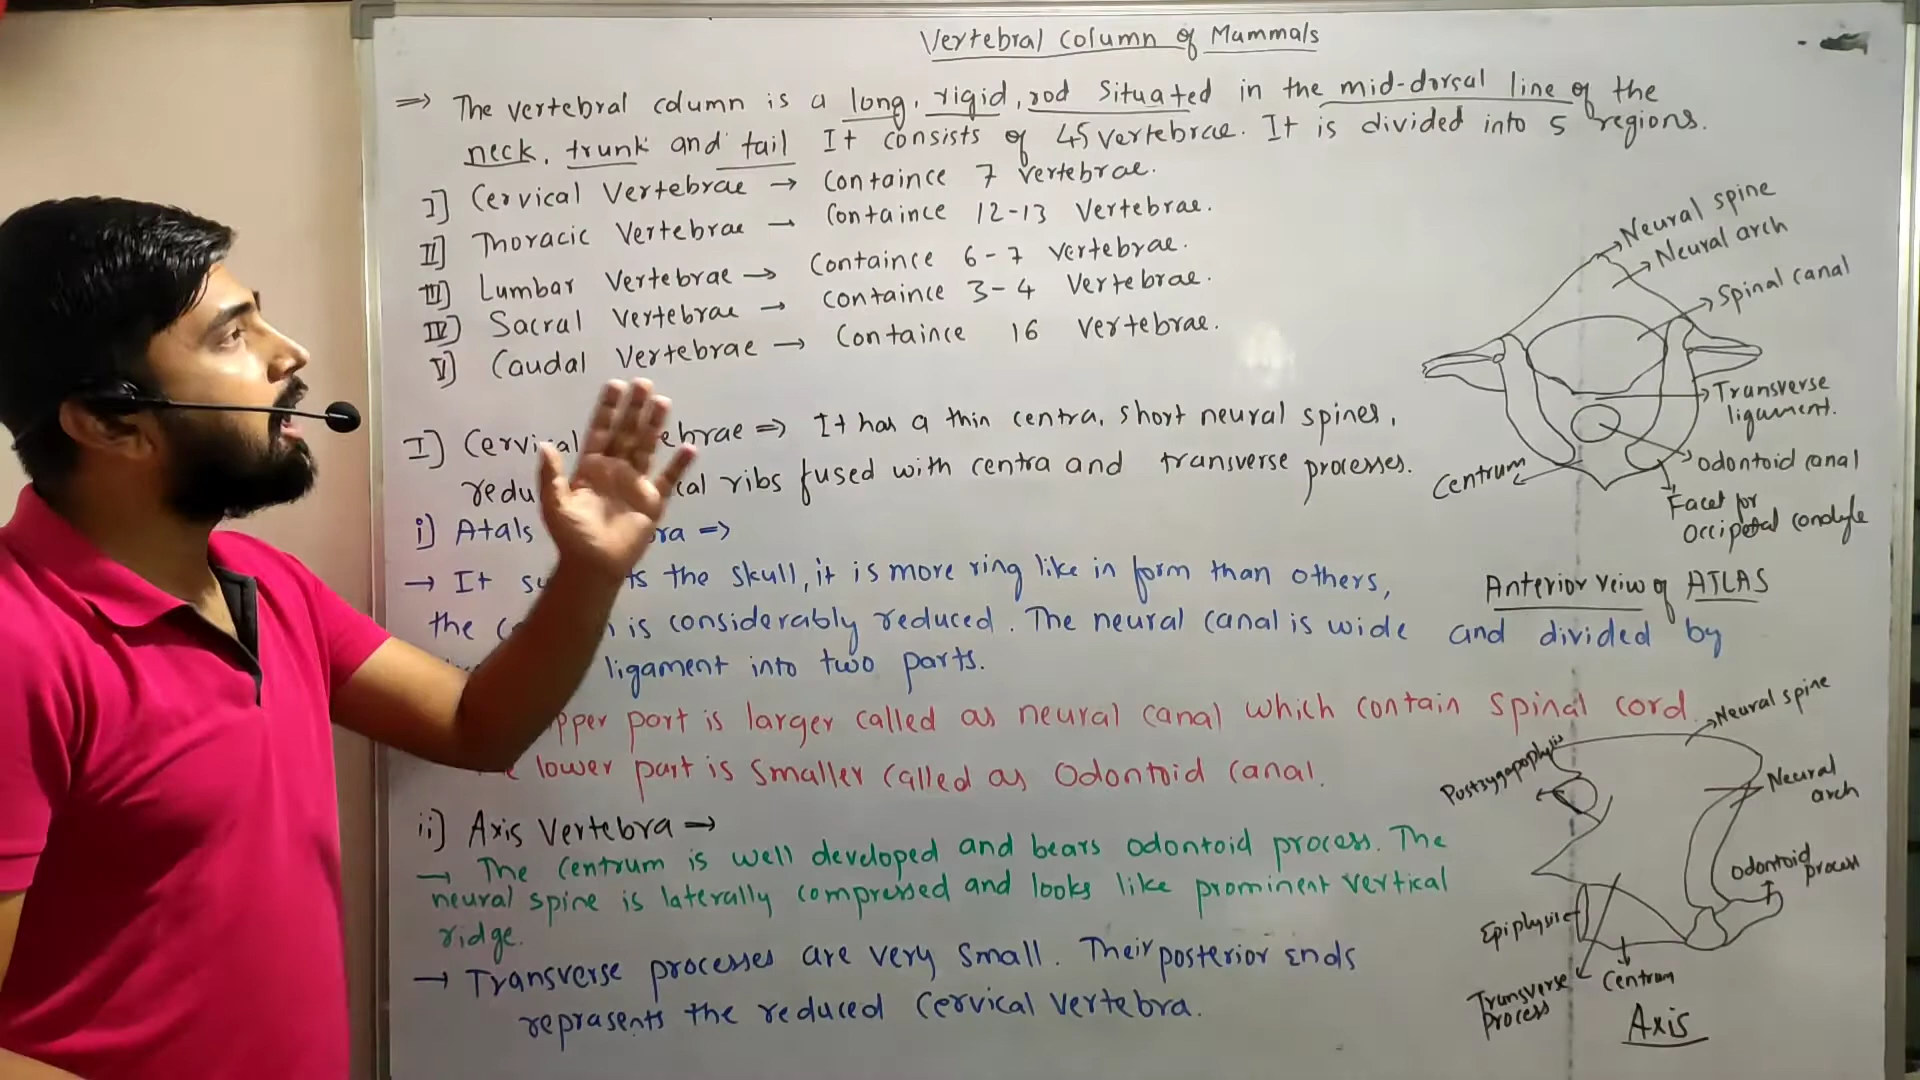 Vertebral Column of Mammals
⇒ The vertebral column is a long, rigid, rod situated in the mid-dorsal line of the
neck, trunk and tail It consists of 45 vertebrae. It is divided into 5 regions.
I] Cervical Vertebrae → Containce 7 vertebrae.
II] Thoracic Vertebrae → Containce 12-13 Vertebrae.
III] Lumbar Vertebrae → Containce 6-7 vertebrae.
IV] Sacral Vertebrae → Containce 3-4 Vertebrae.
V] Caudal Vertebrae → Containce 16 Vertebrae.
I] Cervical ebrae ⇒ It has a thin centra, short neural spines,
redu cal ribs fused with centra and transverse processes.
i] Atals ra ⇒
→ It su ts the skull, it is more ring like in form than others,
the is considerably reduced. The neural canal is wide and divided by
ligament into two parts.
pper part is larger called as neural canal which contain spinal cord.
lower part is smaller called as Odontoid canal.
ii] Axis Vertebra →
→ The centrum is well developed and bears odontoid process. The
neural spine is laterally compressed and looks like prominent vertical
ridge.
→ Transverse processes are very small. Their posterior ends
reprasents the reduced cervical vertebra.
Neural spine
Neural arch
Spinal canal
Transverse
ligament.
odontoid canal
Centrum
Facet for
Occipetal condyle
Anterior veiw of ATLAS
Neural spine
Postzygapophysis
Neural
arch
Odontoid
process
Epiphysis
Transverse
process
Centrum
Axis